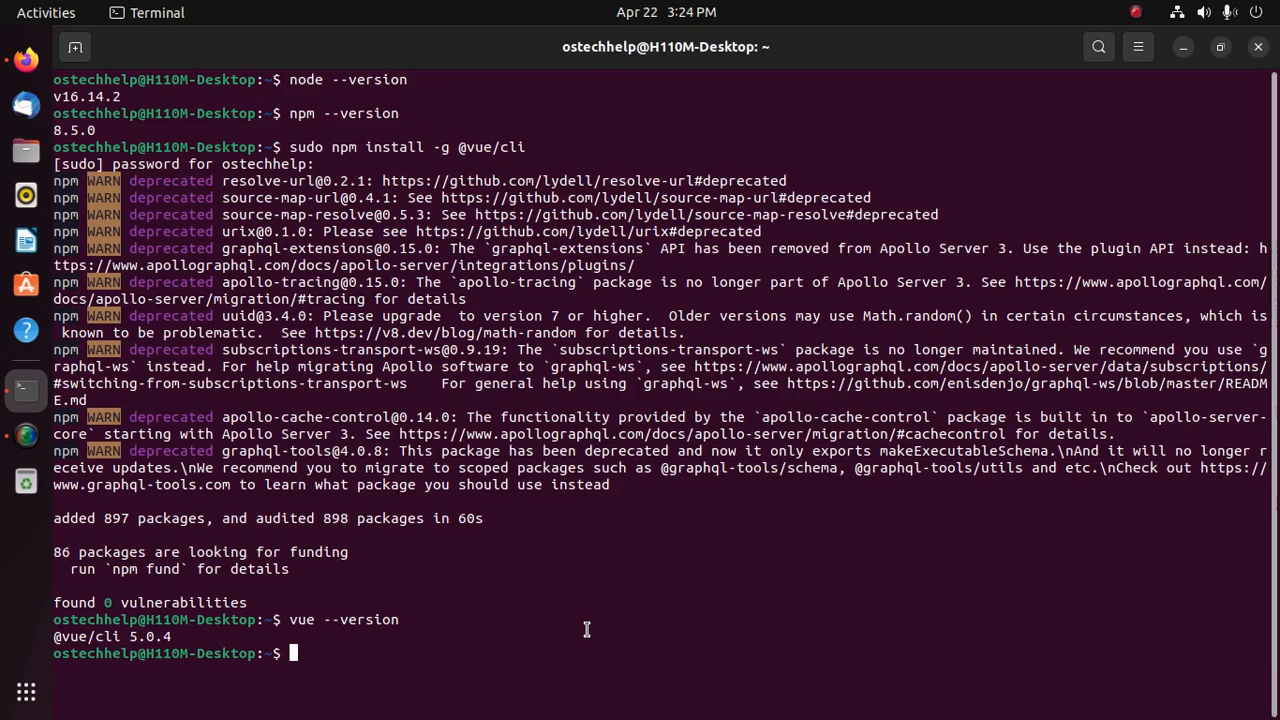 Activities
Terminal
Apr 22 3:24 PM
ostechhelp@H110M-Desktop: ~
ostechhelp@H110M-Desktop:~$ node --version
v16.14.2
ostechhelp@H110M-Desktop:~$ npm --version
8.5.0
ostechhelp@H110M-Desktop:~$ sudo npm install -g @vue/cli
[sudo] password for ostechhelp:
npm WARN deprecated resolve-url@0.2.1: https://github.com/lydell/resolve-url#deprecated
npm WARN deprecated source-map-url@0.4.1: See https://github.com/lydell/source-map-url#deprecated
npm WARN deprecated source-map-resolve@0.5.3: See https://github.com/lydell/source-map-resolve#deprecated
npm WARN deprecated urix@0.1.0: Please see https://github.com/lydell/urix#deprecated
npm WARN deprecated graphql-extensions@0.15.0: The `graphql-extensions` API has been removed from Apollo Server 3. Use the plugin API instead: h
ttps://www.apollographql.com/docs/apollo-server/integrations/plugins/
npm WARN deprecated apollo-tracing@0.15.0: The `apollo-tracing` package is no longer part of Apollo Server 3. See https://www.apollographql.com/
docs/apollo-server/migration/#tracing for details
npm WARN deprecated uuid@3.4.0: Please upgrade  to version 7 or higher.  Older versions may use Math.random() in certain circumstances, which is
 known to be problematic.  See https://v8.dev/blog/math-random for details.
npm WARN deprecated subscriptions-transport-ws@0.9.19: The `subscriptions-transport-ws` package is no longer maintained. We recommend you use `g
raphql-ws` instead. For help migrating Apollo software to `graphql-ws`, see https://www.apollographql.com/docs/apollo-server/data/subscriptions/
#switching-from-subscriptions-transport-ws    For general help using `graphql-ws`, see https://github.com/enisdenjo/graphql-ws/blob/master/READM
E.md
npm WARN deprecated apollo-cache-control@0.14.0: The functionality provided by the `apollo-cache-control` package is built in to `apollo-server-
core` starting with Apollo Server 3. See https://www.apollographql.com/docs/apollo-server/migration/#cachecontrol for details.
npm WARN deprecated graphql-tools@4.0.8: This package has been deprecated and now it only exports makeExecutableSchema.\nAnd it will no longer r
eceive updates.\nWe recommend you to migrate to scoped packages such as @graphql-tools/schema, @graphql-tools/utils and etc.\nCheck out https://
www.graphql-tools.com to learn what package you should use instead
added 897 packages, and audited 898 packages in 60s
86 packages are looking for funding
  run `npm fund` for details
found 0 vulnerabilities
ostechhelp@H110M-Desktop:~$ vue --version
@vue/cli 5.0.4
ostechhelp@H110M-Desktop:~$